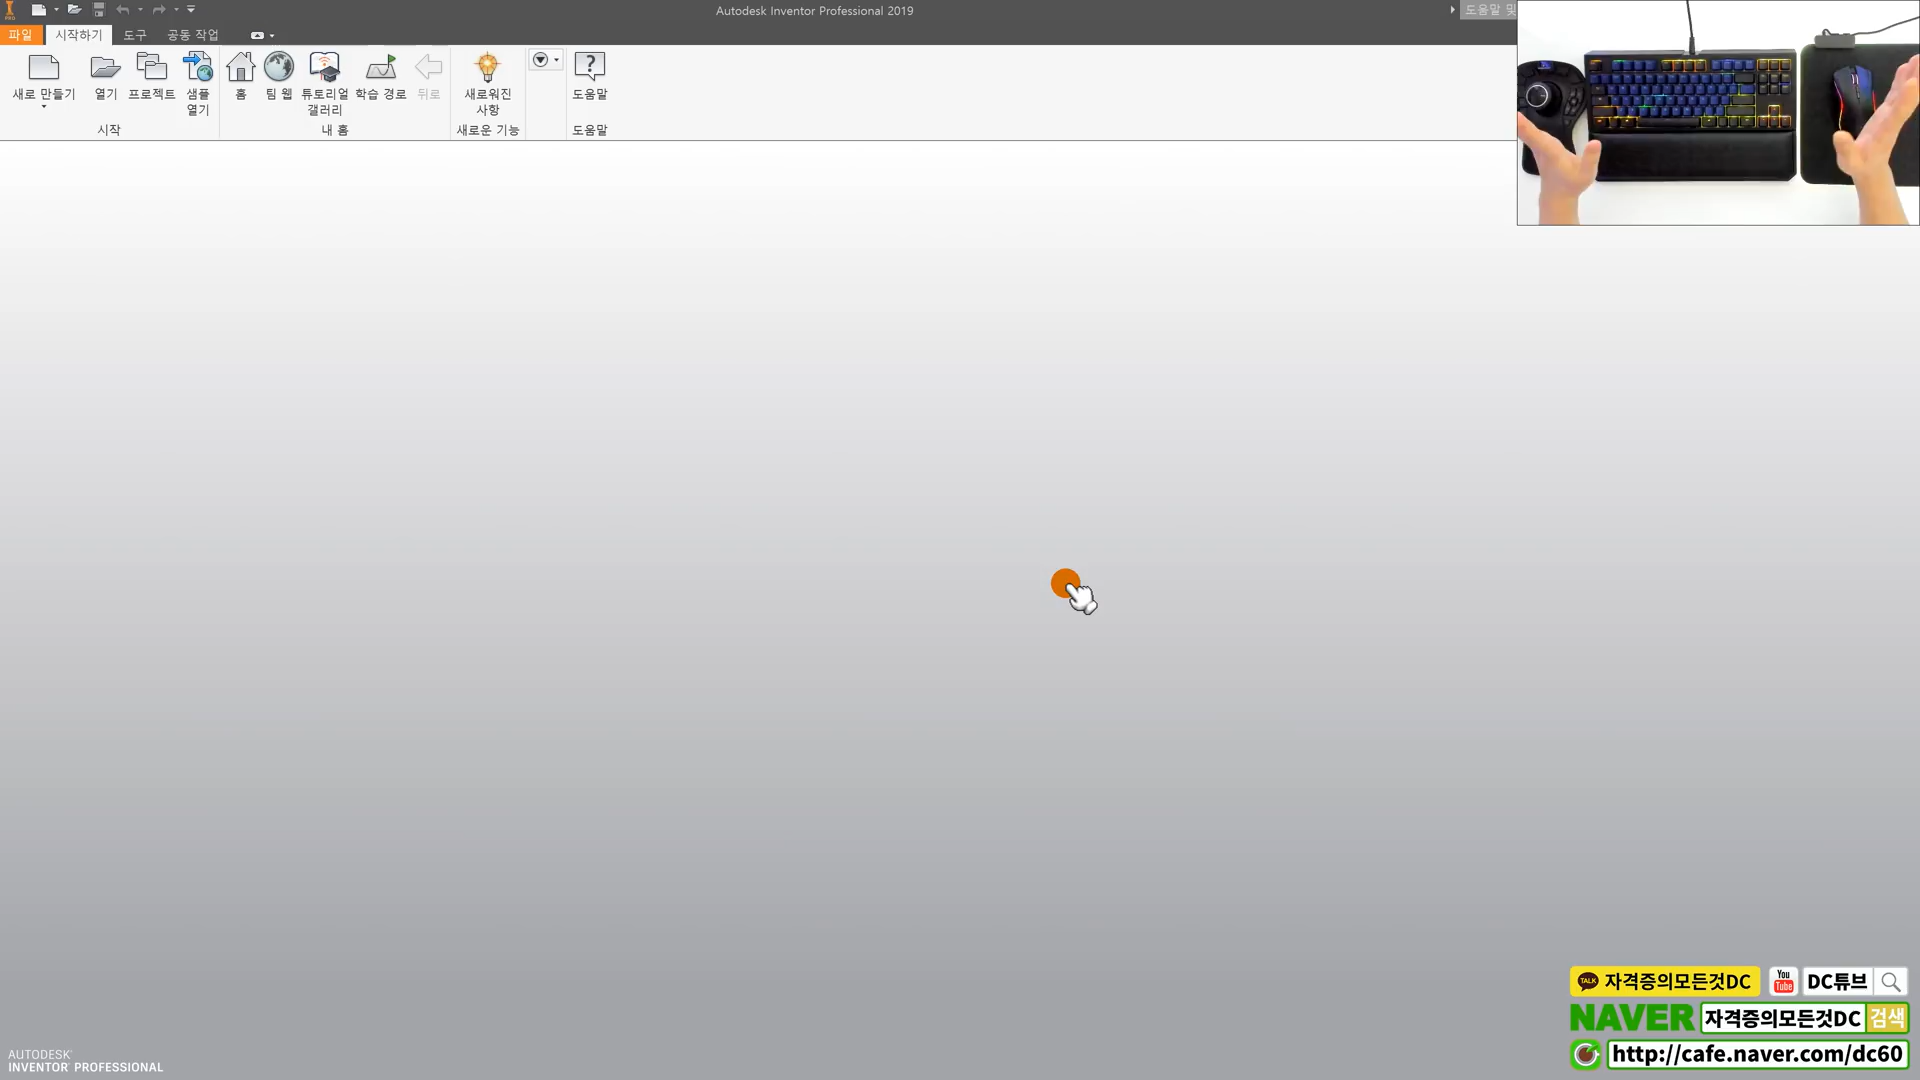 Autodesk Inventor Professional 2019
도움말 및
파일 시작하기 도구 공동 작업
새로 만들기 열기 프로젝트 샘플 열기 홈 팀 웹 튜토리얼 갤러리 학습 경로 뒤로 새로워진 사항 도움말
시작 내 홈 새로운 기능 도움말
TALK 자격증의모든것DC You Tube DC튜브
NAVER 자격증의모든것DC 검색
http://cafe.naver.com/dc60
AUTODESK
INVENTOR PROFESSIONAL